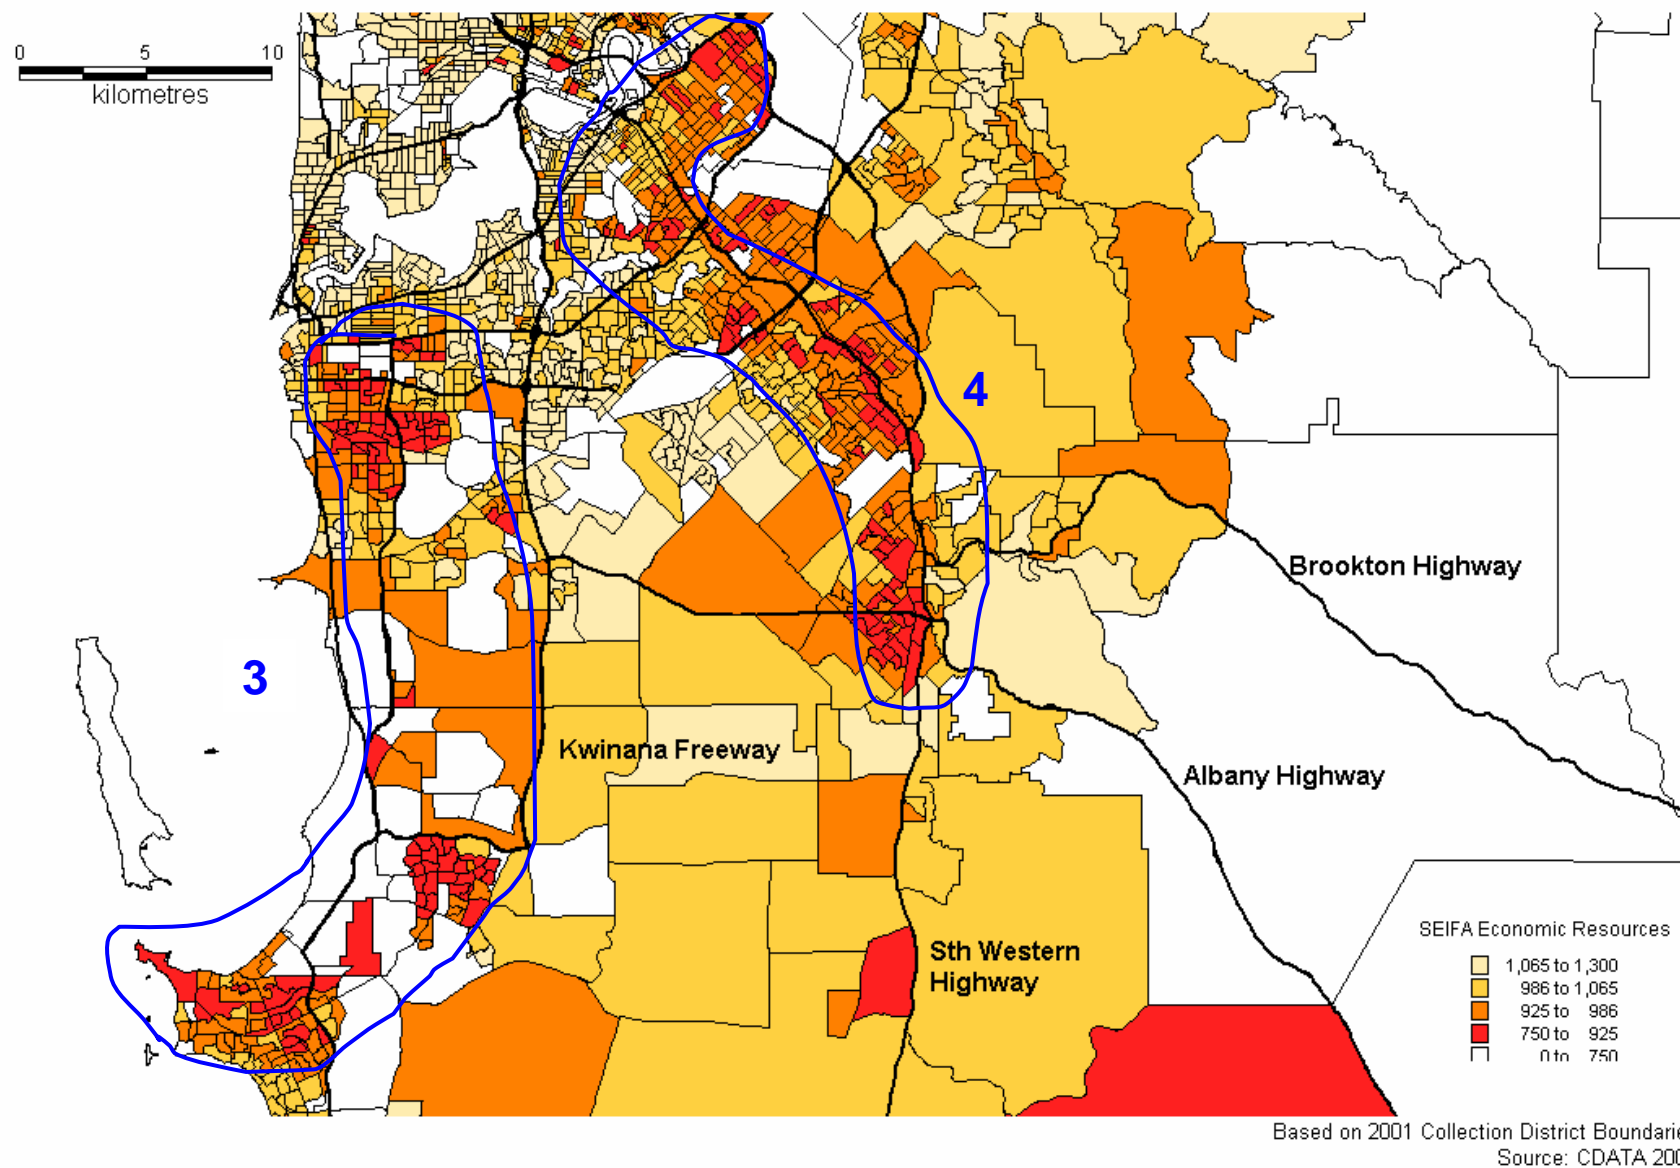 0 5 10
kilometres
4
Brookton Highway
3
Kwinana Freeway
Albany Highway
Sth Western
Highway
SEIFA Economic Resources
1,065 to 1,300
986 to 1,065
925 to 986
750 to 925
0 to 750
Based on 2001 Collection District Boundarie
Source: CDATA 200